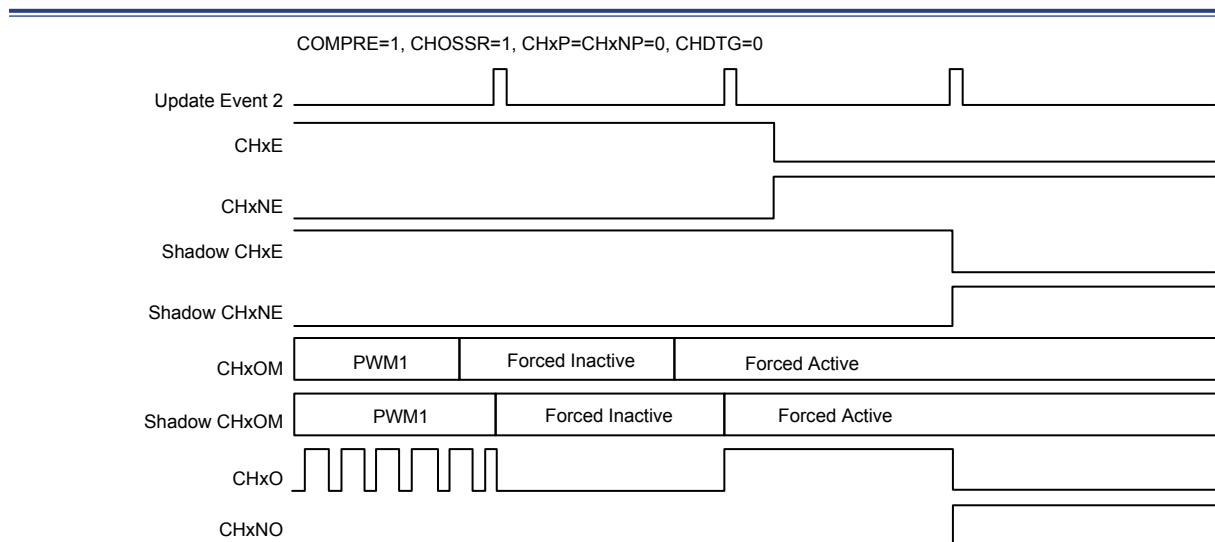 COMPRE=1, CHOSSR=1, CHxP=CHxNP=0, CHDTG=0
Update Event 2
CHxE
CHxNE
Shadow CHxE
Shadow CHxNE
CHxOM PWM1 Forced Inactive Forced Active
Shadow CHxOM PWM1 Forced Inactive Forced Active
CHxO
CHxNO